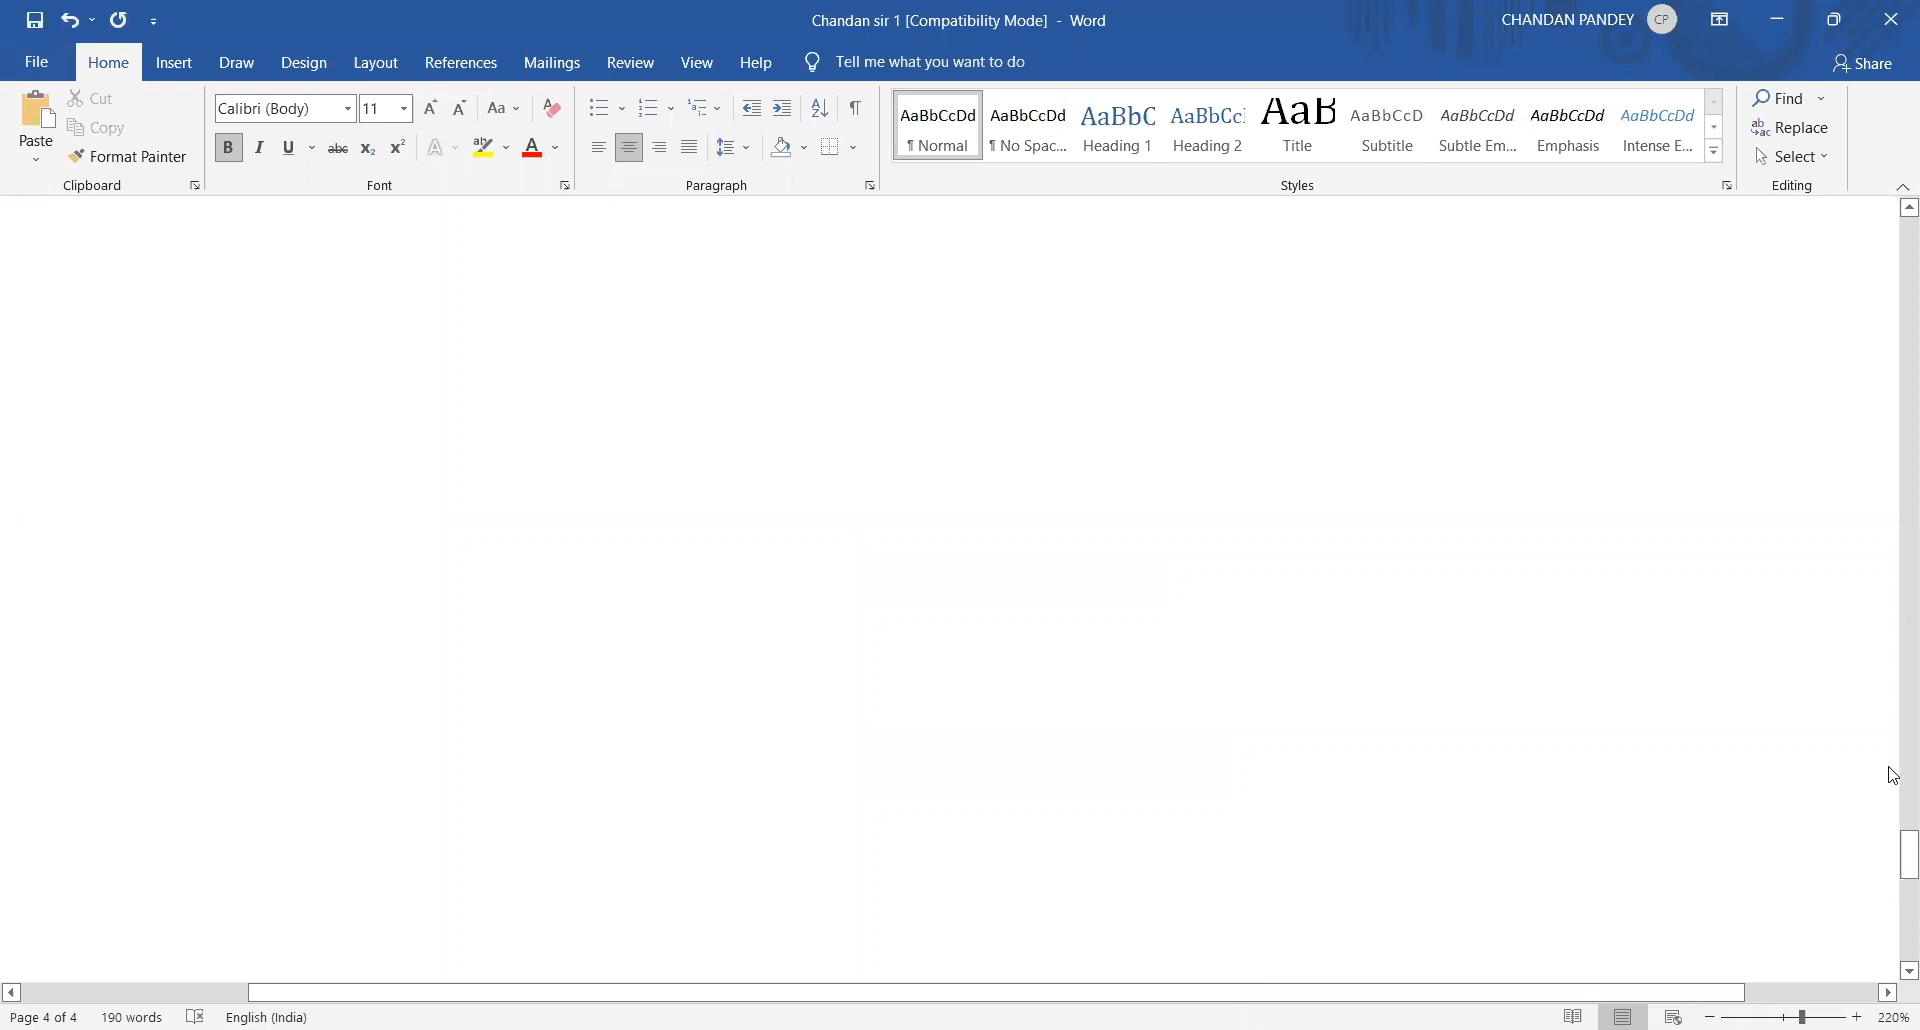 Chandan sir 1 [Compatibility Mode] - Word
CHANDAN PANDEY CP
File Home Insert Draw Design Layout References Mailings Review View Help Tell me what you want to do
Share
Paste
Cut
Copy
Format Painter
Clipboard
Calibri (Body) 11
Aa
B I U abc x₂ x² A A
Font
Paragraph
AaBbCcDd AaBbCcDd AaBbC AaBbCc AaB AaBbCcD AaBbCcDd AaBbCcDd AaBbCcDd
¶ Normal ¶ No Spac... Heading 1 Heading 2 Title Subtitle Subtle Em... Emphasis Intense E...
Styles
Find
Replace
Select
Editing
Page 4 of 4 190 words English (India) 220%